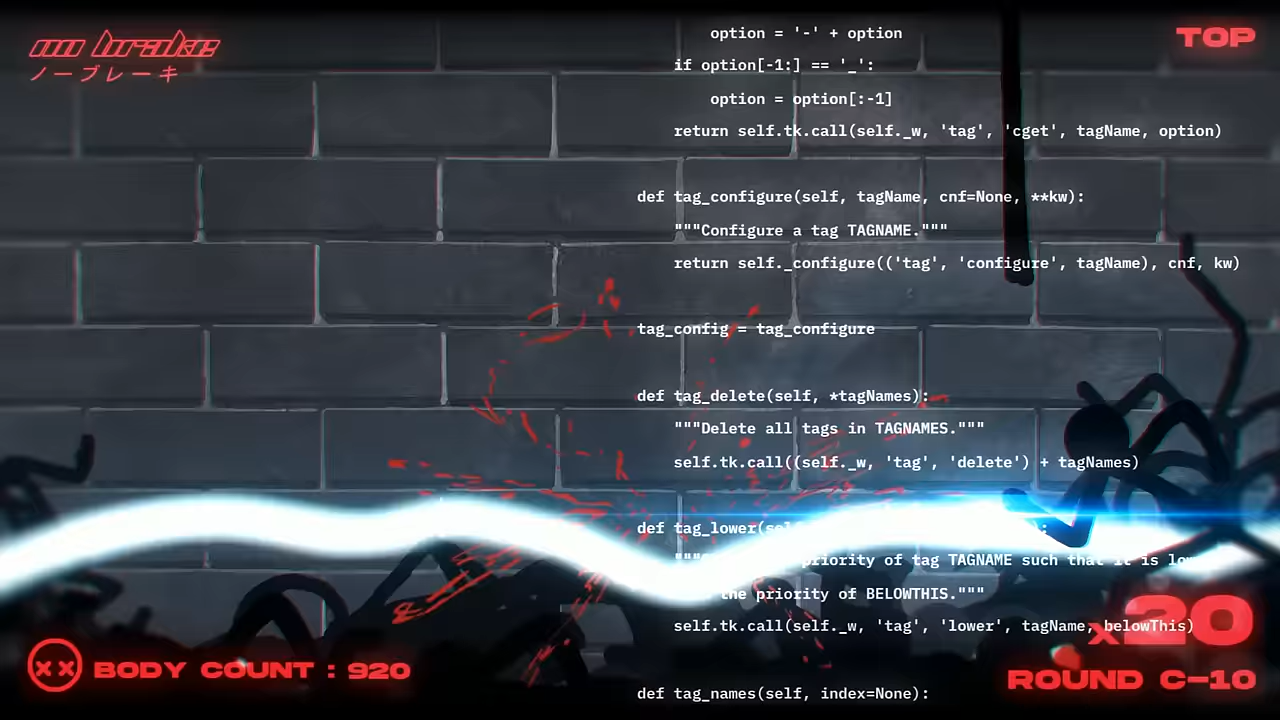 no brake
ノーブレーキ
TOP
option = '-' + option
if option[-1:] == '_':
option = option[:-1]
return self.tk.call(self._w, 'tag', 'cget', tagName, option)
def tag_configure(self, tagName, cnf=None, **kw):
"""Configure a tag TAGNAME."""
return self._configure(('tag', 'configure', tagName), cnf, kw)
tag_config = tag_configure
def tag_delete(self, *tagNames):
"""Delete all tags in TAGNAMES."""
self.tk.call((self._w, 'tag', 'delete') + tagNames)
def tag_lower(
priority of tag TAGNAME such that it is
the priority of BELOWTHIS."""
self.tk.call(self._w, 'tag', 'lower', tagName, belowThis)
def tag_names(self, index=None):
x20
BODY COUNT : 920
ROUND C-10